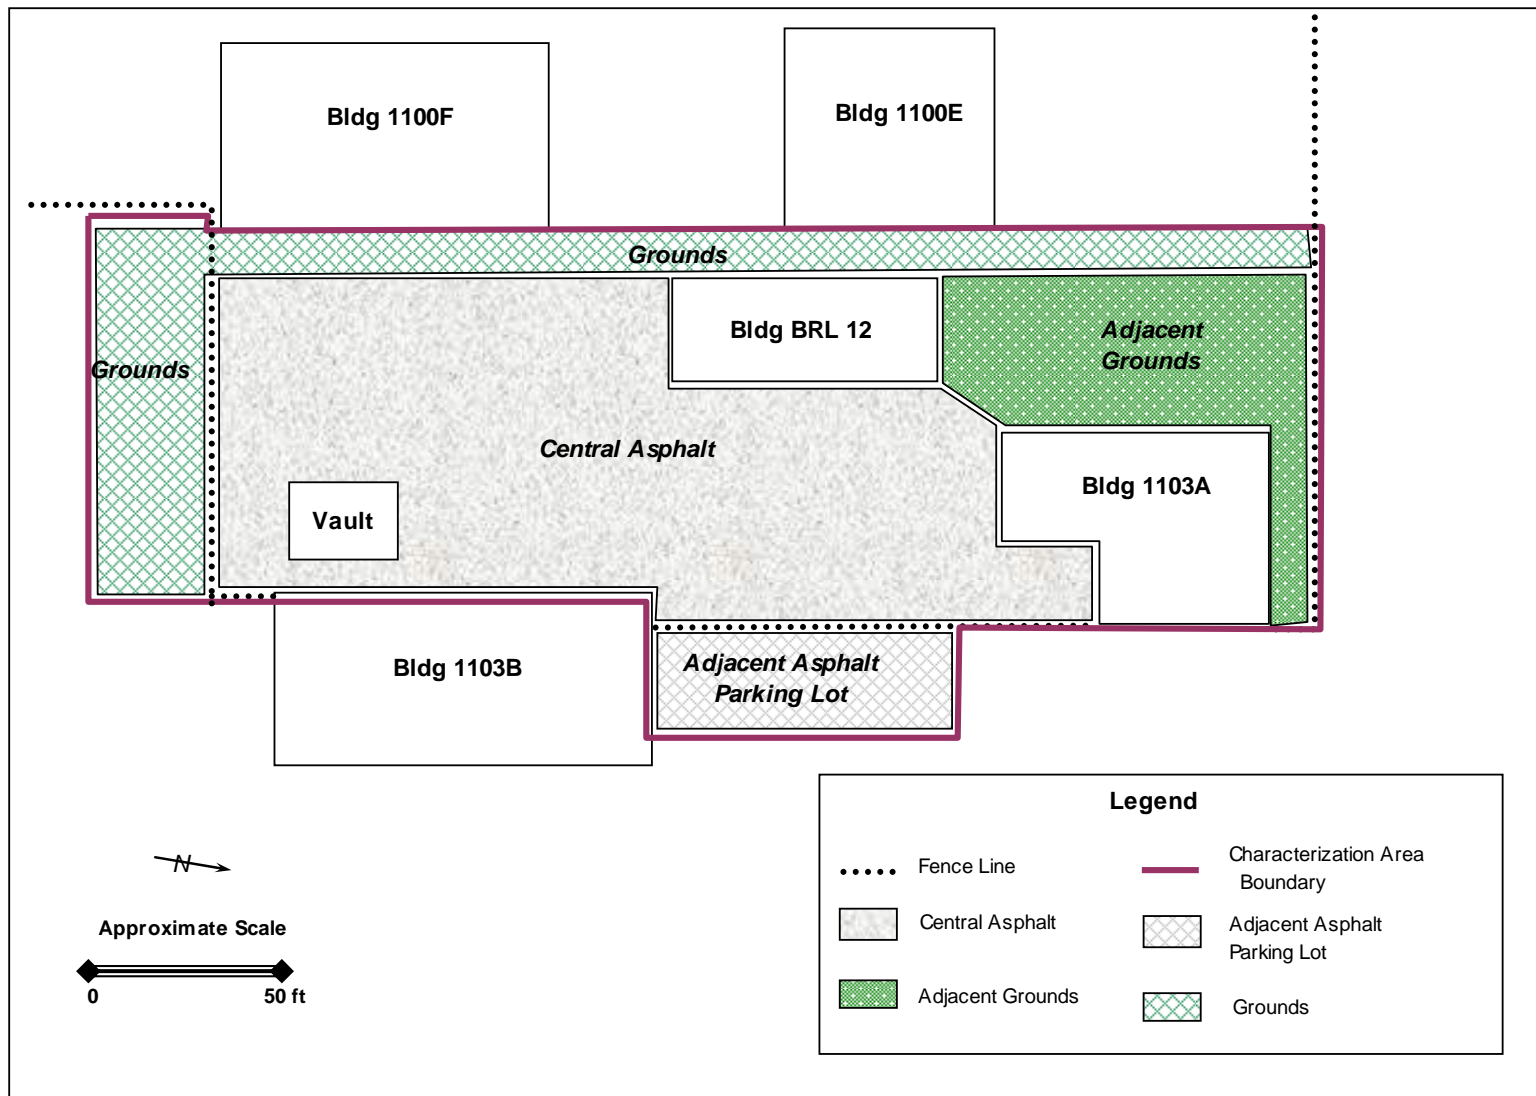 Bldg 1100F
Bldg 1100E
Grounds
Bldg BRL 12
Adjacent
Grounds
Grounds
Central Asphalt
Bldg 1103A
Vault
Bldg 1103B
Adjacent Asphalt
Parking Lot
Legend
Fence Line
Characterization Area
Boundary
Central Asphalt
Adjacent Asphalt
Parking Lot
Adjacent Grounds
Grounds
N
Approximate Scale
0
50 ft